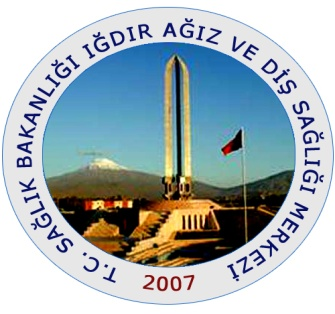 T.C. SAĞLIK BAKANLIĞI IĞDIR AĞIZ VE DİŞ SAĞLIĞI MERKEZİ
2007